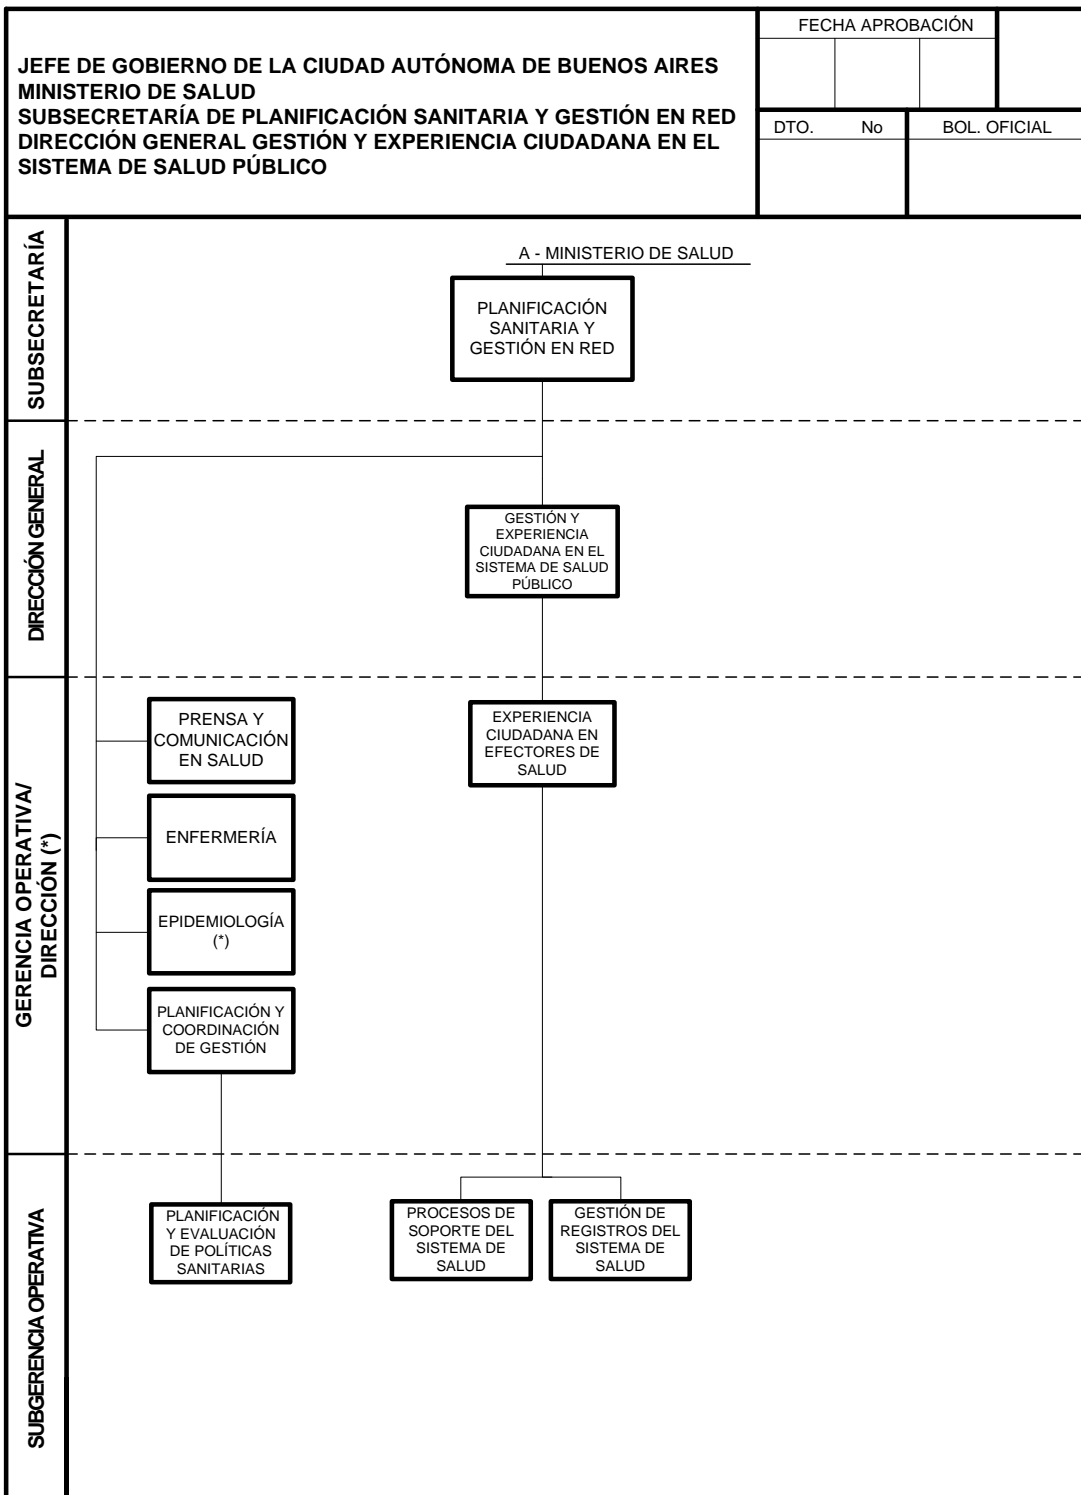 JEFE DE GOBIERNO DE LA CIUDAD AUTÓNOMA DE BUENOS AIRES
MINISTERIO DE SALUD
SUBSECRETARÍA DE PLANIFICACIÓN SANITARIA Y GESTIÓN EN RED
DIRECCIÓN GENERAL GESTIÓN Y EXPERIENCIA CIUDADANA EN EL
SISTEMA DE SALUD PÚBLICO
FECHA APROBACIÓN
DTO. No
BOL. OFICIAL
SUBSECRETARÍA
A - MINISTERIO DE SALUD
PLANIFICACIÓN
SANITARIA Y
GESTIÓN EN RED
DIRECCIÓN GENERAL
GESTIÓN Y
EXPERIENCIA
CIUDADANA EN EL
SISTEMA DE SALUD
PÚBLICO
GERENCIA OPERATIVA/
DIRECCIÓN (*)
PRENSA Y
COMUNICACIÓN
EN SALUD
EXPERIENCIA
CIUDADANA EN
EFECTORES DE
SALUD
ENFERMERÍA
EPIDEMIOLOGÍA
(*)
PLANIFICACIÓN Y
COORDINACIÓN
DE GESTIÓN
SUBGERENCIA OPERATIVA
PLANIFICACIÓN
Y EVALUACIÓN
DE POLÍTICAS
SANITARIAS
PROCESOS DE
SOPORTE DEL
SISTEMA DE
SALUD
GESTIÓN DE
REGISTROS DEL
SISTEMA DE
SALUD